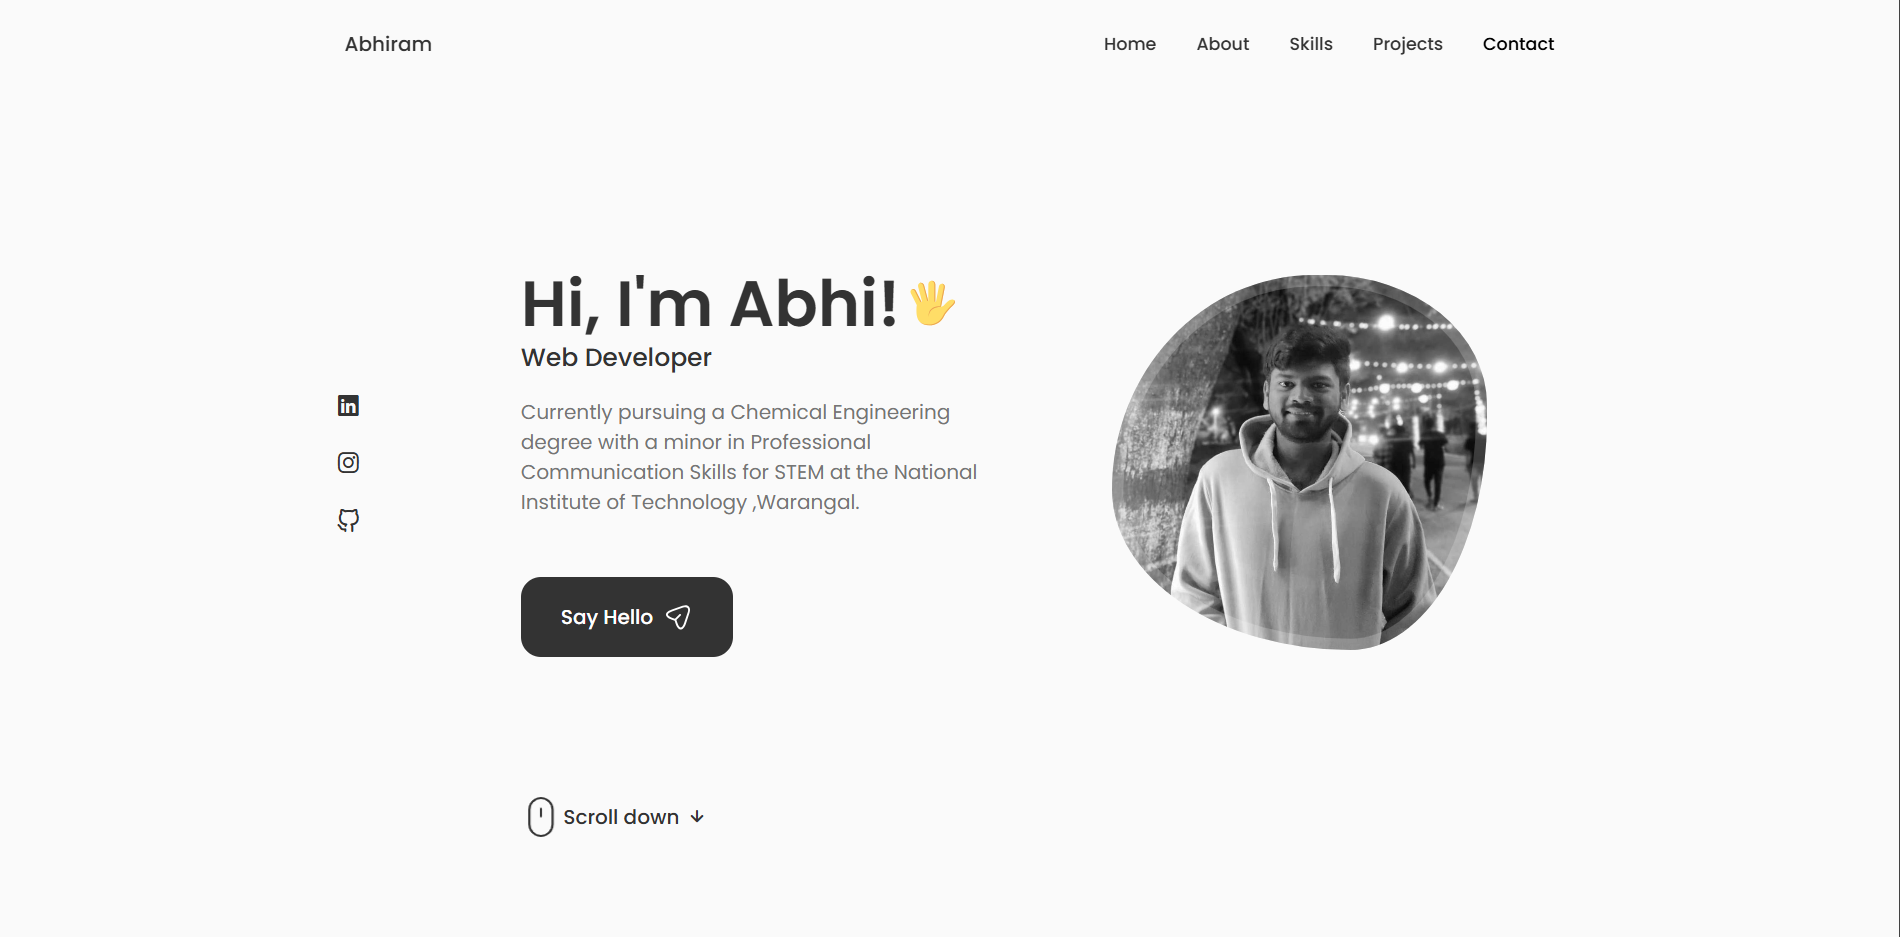 Abhiram
Home About Skills Projects Contact
Hi, I'm Abhi!🖐
Web Developer
Currently pursuing a Chemical Engineering
degree with a minor in Professional
Communication Skills for STEM at the National
Institute of Technology ,Warangal.
in
Say Hello
Scroll down ↓